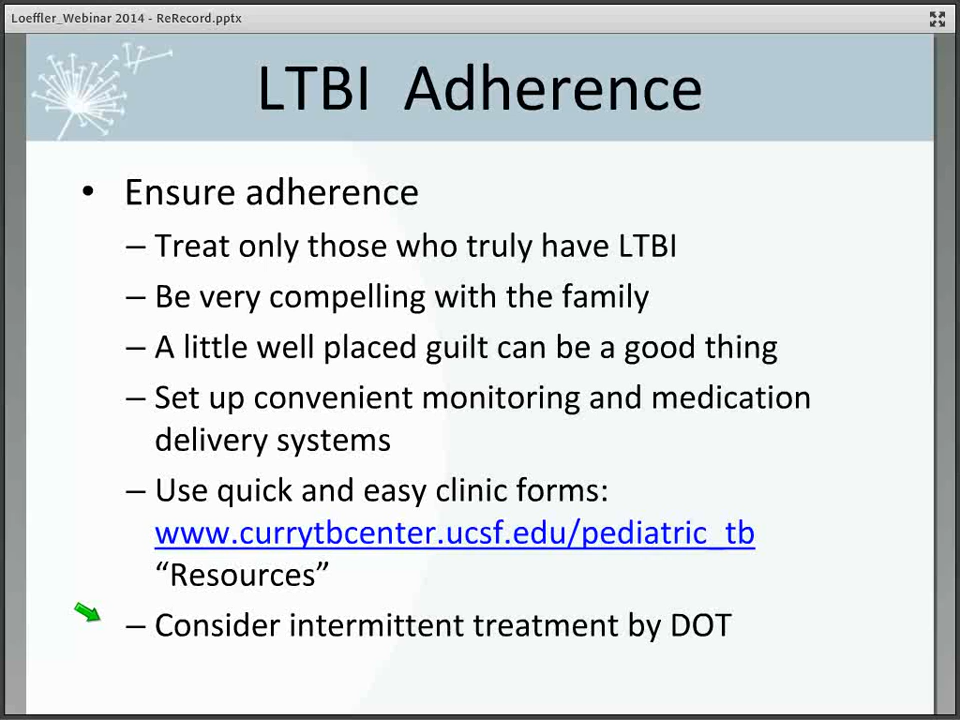 Loeffler_Webinar 2014 - ReRecord.pptx
LTBI Adherence
• Ensure adherence
– Treat only those who truly have LTBI
– Be very compelling with the family
– A little well placed guilt can be a good thing
– Set up convenient monitoring and medication
delivery systems
– Use quick and easy clinic forms:
www.currytbcenter.ucsf.edu/pediatric_tb
“Resources”
– Consider intermittent treatment by DOT